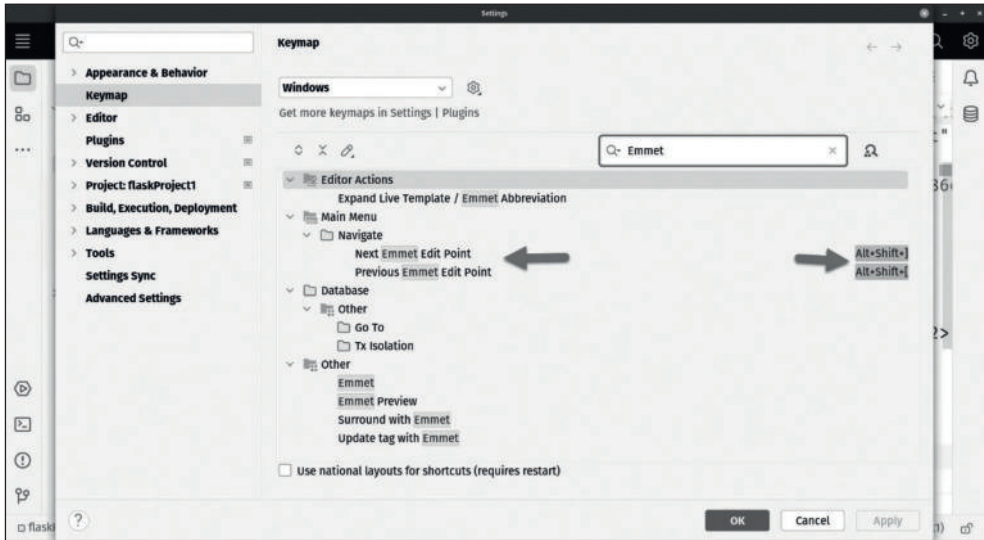 Settings
Keymap
Appearance & Behavior
Keymap
Editor
Plugins
Version Control
Project: flaskProject1
Build, Execution, Deployment
Languages & Frameworks
Tools
Settings Sync
Advanced Settings
Windows
Get more keymaps in Settings | Plugins
Emmet
Editor Actions
Expand Live Template / Emmet Abbreviation
Main Menu
Navigate
Next Emmet Edit Point Alt+Shift+]
Previous Emmet Edit Point Alt+Shift+[
Database
Other
Go To
Tx Isolation
Other
Emmet
Emmet Preview
Surround with Emmet
Update tag with Emmet
Use national layouts for shortcuts (requires restart)
?
OK Cancel Apply